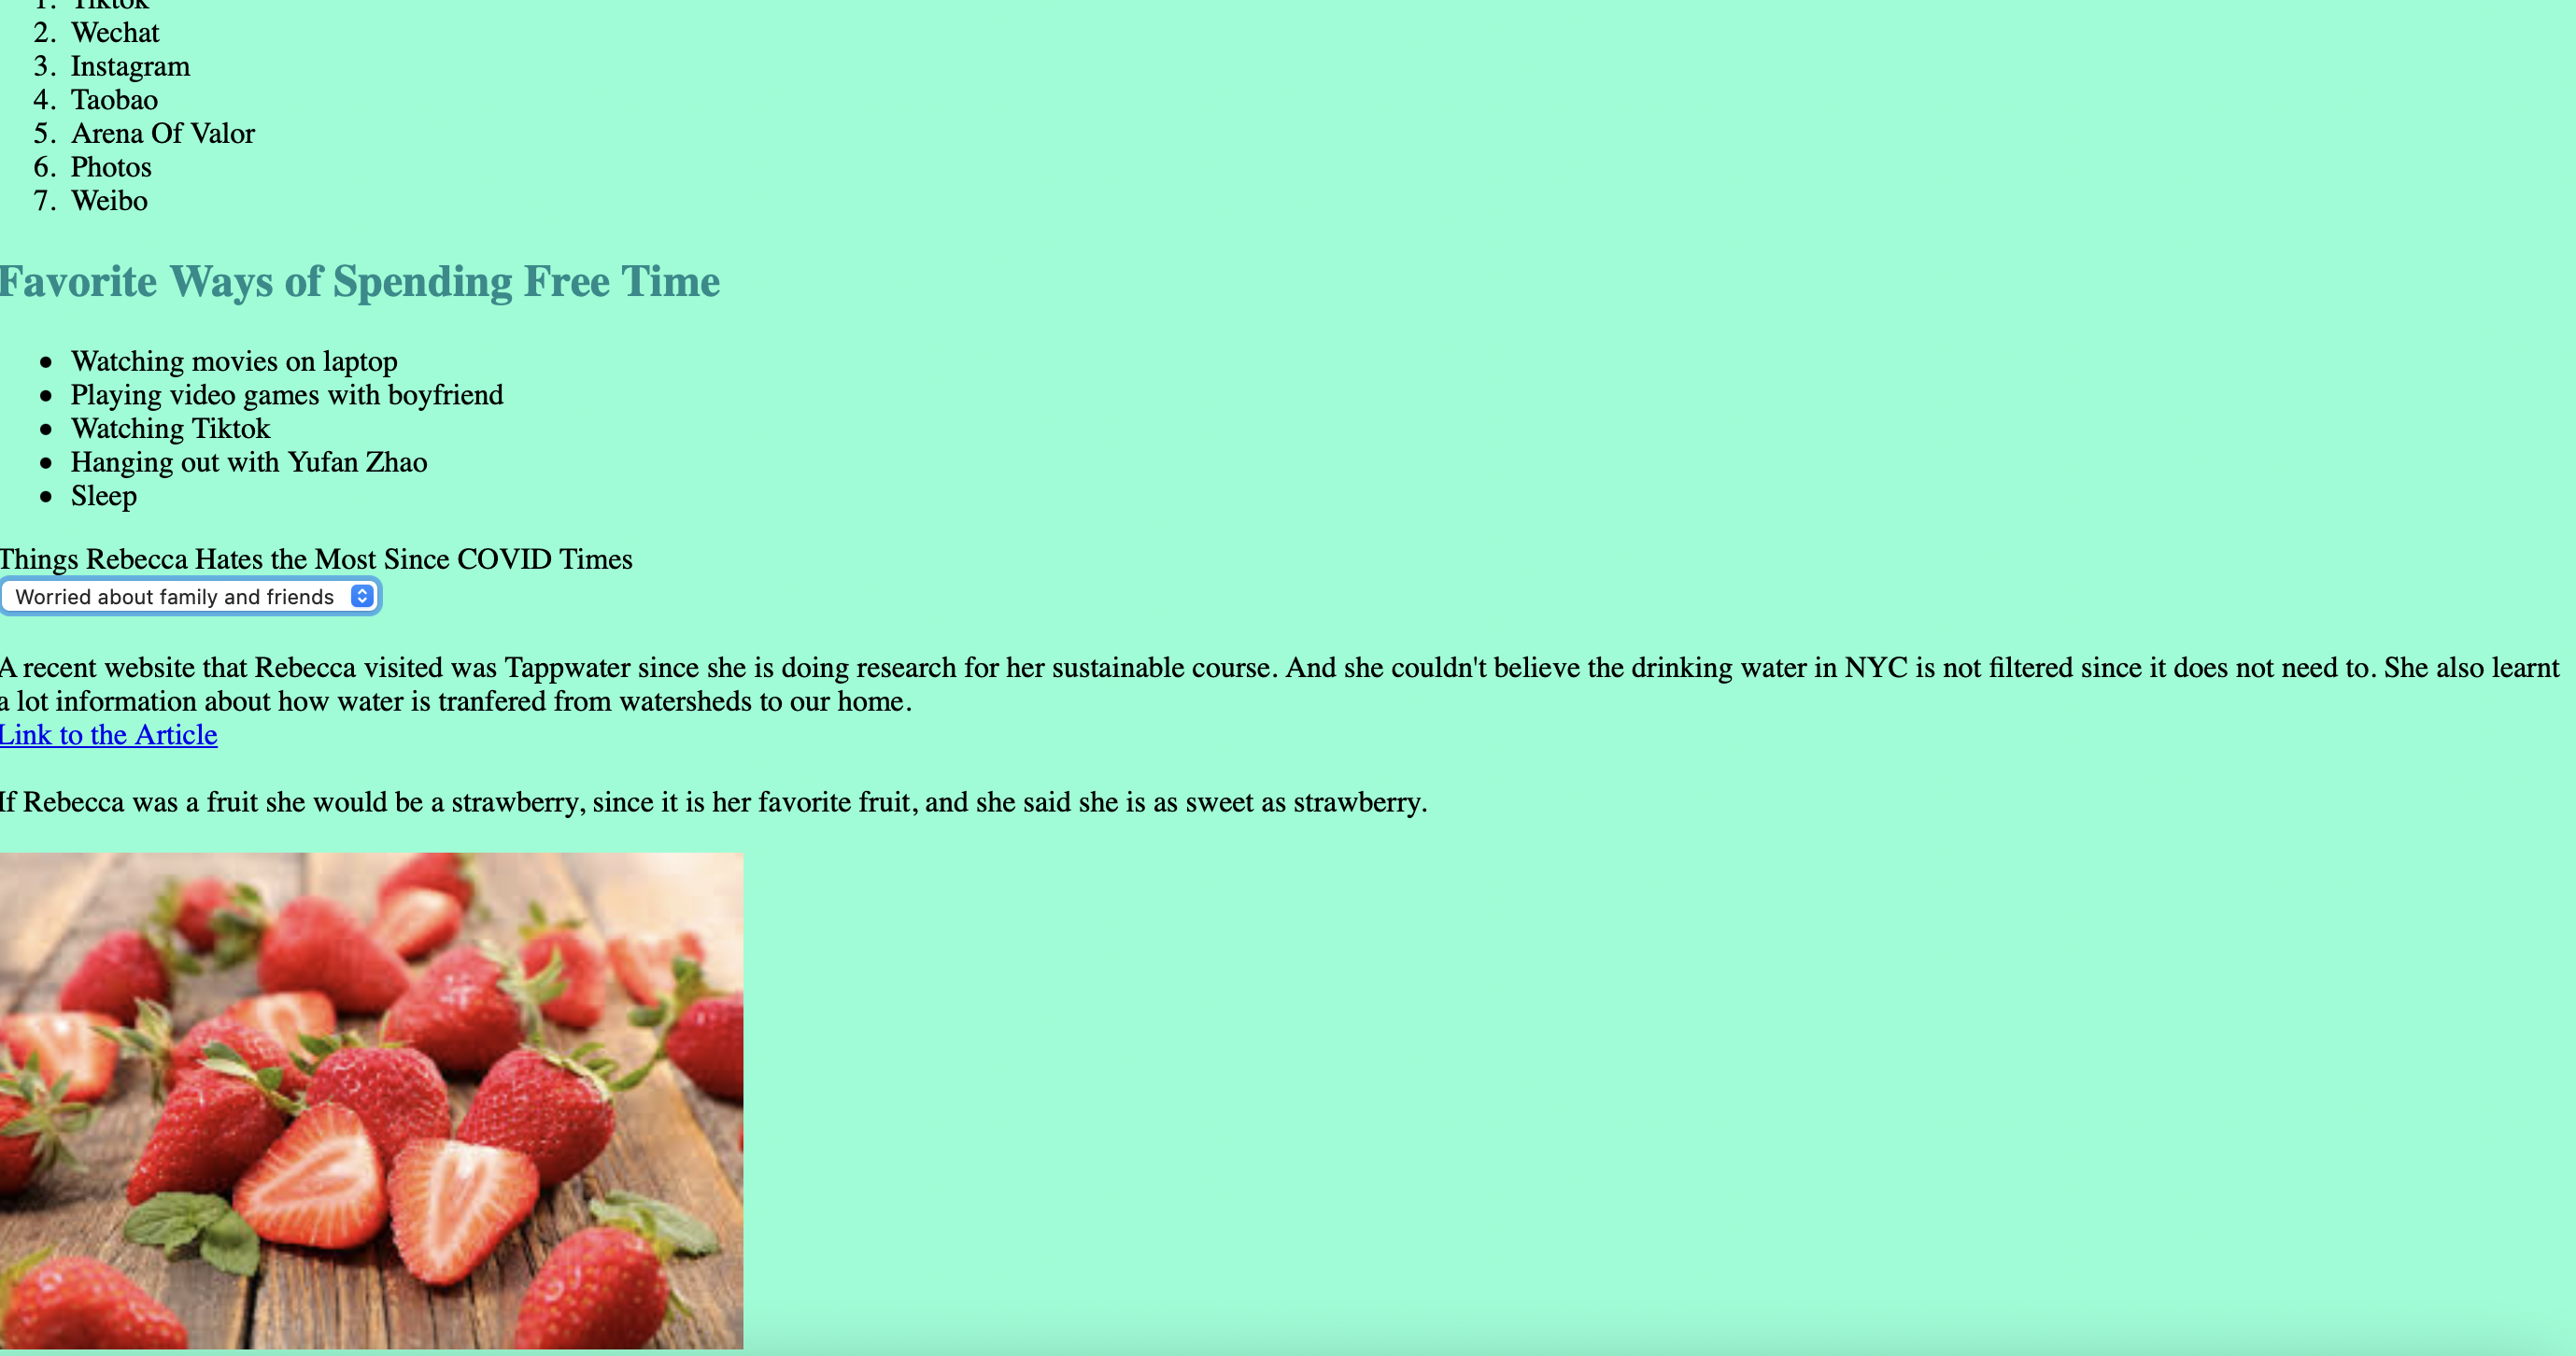 1. Tiktok
2. Wechat
3. Instagram
4. Taobao
5. Arena Of Valor
6. Photos
7. Weibo
Favorite Ways of Spending Free Time
• Watching movies on laptop
• Playing video games with boyfriend
• Watching Tiktok
• Hanging out with Yufan Zhao
• Sleep
Things Rebecca Hates the Most Since COVID Times
Worried about family and friends
A recent website that Rebecca visited was Tappwater since she is doing research for her sustainable course. And she couldn't believe the drinking water in NYC is not filtered since it does not need to. She also learnt
a lot information about how water is tranfered from watersheds to our home.
Link to the Article
If Rebecca was a fruit she would be a strawberry, since it is her favorite fruit, and she said she is as sweet as strawberry.